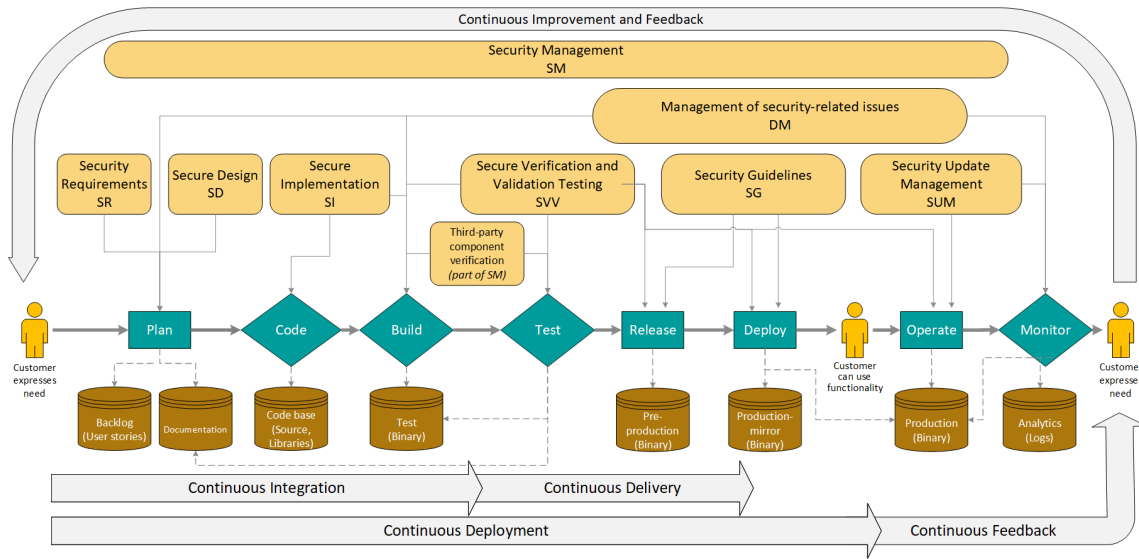 Continuous Improvement and Feedback
Security Management
SM
Management of security-related issues
DM
Security
Requirements
SR
Secure Design
SD
Secure
Implementation
SI
Secure Verification and
Validation Testing
SVV
Security Guidelines
SG
Security Update
Management
SUM
Third-party
component
verification
(part of SM)
Customer
expresses
need
Plan
Code
Build
Test
Release
Deploy
Customer
can use
functionality
Operate
Monitor
Customer
expresses
need
Backlog
(User stories)
Documentation
Code base
(Source,
Libraries)
Test
(Binary)
Pre-
production
(Binary)
Production-
mirror
(Binary)
Production
(Binary)
Analytics
(Logs)
Continuous Integration
Continuous Delivery
Continuous Deployment
Continuous Feedback